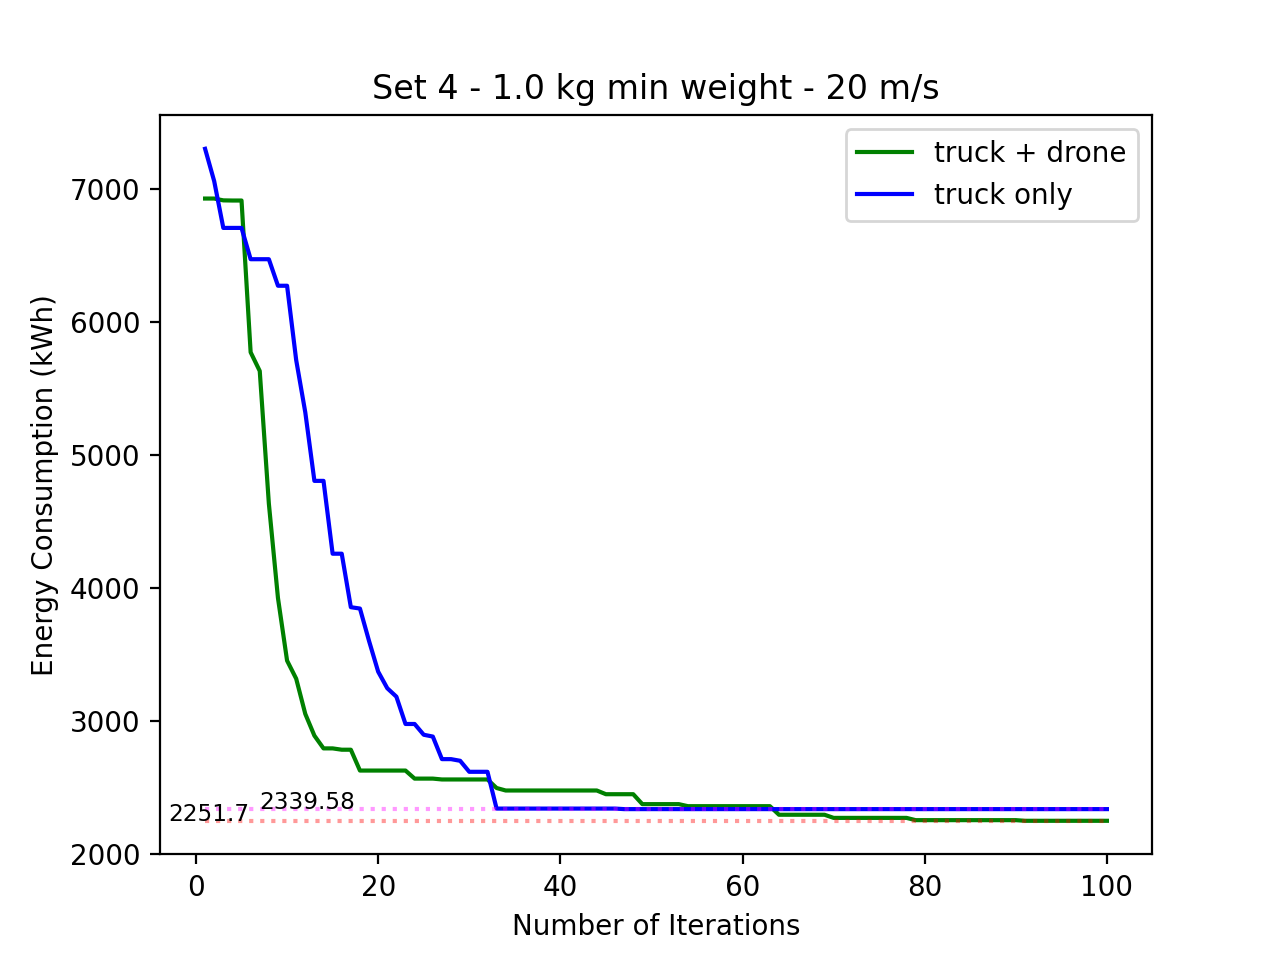 Set 4 - 1.0 kg min weight - 20 m/s
truck + drone
truck only
Energy Consumption (kWh)
7000
6000
5000
4000
3000
2000
2339.58
2251.7
0 20 40 60 80 100
Number of Iterations